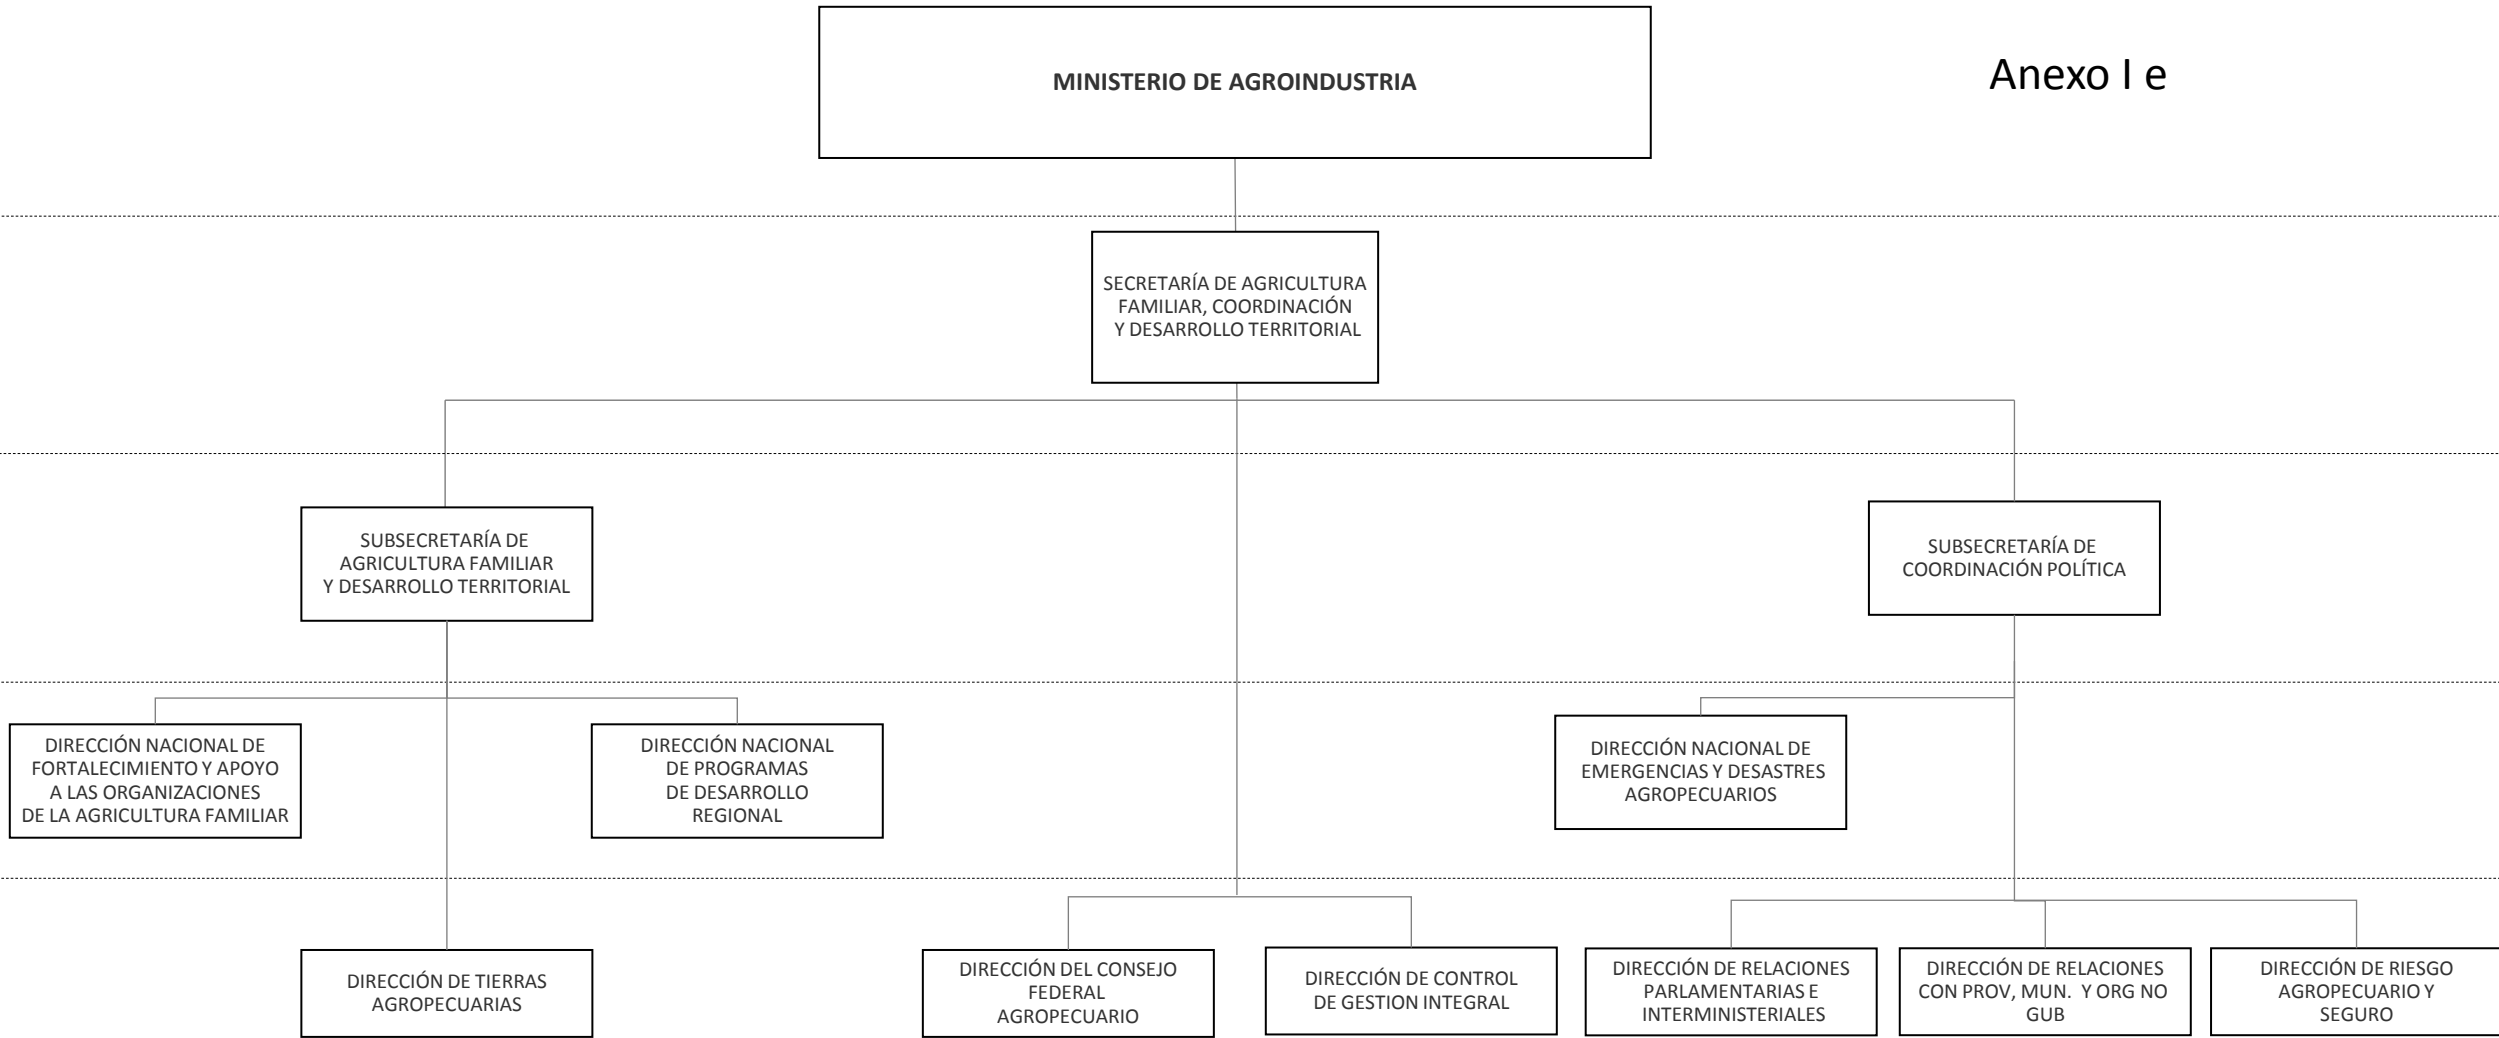 MINISTERIO DE AGROINDUSTRIA
Anexo I e
SECRETARÍA DE AGRICULTURA
FAMILIAR, COORDINACIÓN
Y DESARROLLO TERRITORIAL
SUBSECRETARÍA DE
AGRICULTURA FAMILIAR
Y DESARROLLO TERRITORIAL
SUBSECRETARÍA DE
COORDINACIÓN POLÍTICA
DIRECCIÓN NACIONAL DE
FORTALECIMIENTO Y APOYO
A LAS ORGANIZACIONES
DE LA AGRICULTURA FAMILIAR
DIRECCIÓN NACIONAL
DE PROGRAMAS
DE DESARROLLO
REGIONAL
DIRECCIÓN NACIONAL DE
EMERGENCIAS Y DESASTRES
AGROPECUARIOS
DIRECCIÓN DE TIERRAS
AGROPECUARIAS
DIRECCIÓN DEL CONSEJO
FEDERAL
AGROPECUARIO
DIRECCIÓN DE CONTROL
DE GESTION INTEGRAL
DIRECCIÓN DE RELACIONES
PARLAMENTARIAS E
INTERMINISTERIALES
DIRECCIÓN DE RELACIONES
CON PROV, MUN. Y ORG NO
GUB
DIRECCIÓN DE RIESGO
AGROPECUARIO Y
SEGURO